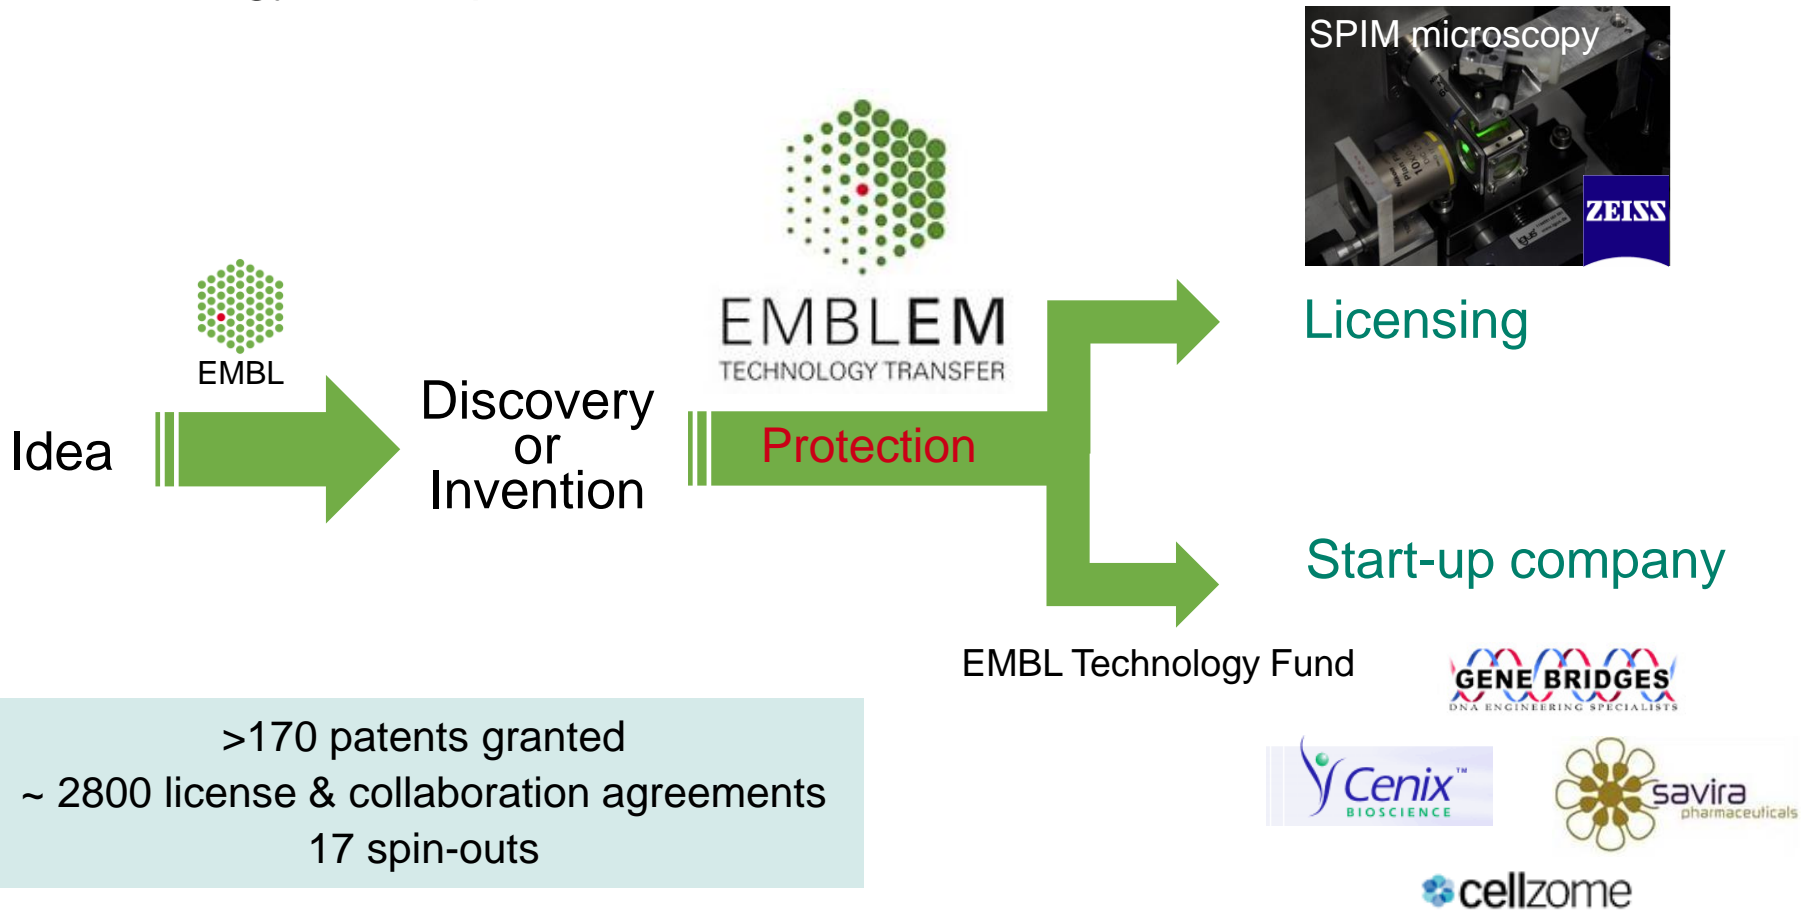 SPIM microscopy
ZEISS
EMBLEM
TECHNOLOGY TRANSFER
Licensing
EMBL
Idea
Discovery
or
Invention
Protection
Start-up company
EMBL Technology Fund
GENE BRIDGES
DNA ENGINEERING SPECIALISTS
>170 patents granted
~ 2800 license & collaboration agreements
17 spin-outs
Cenix™
BIOSCIENCE
savira
pharmaceuticals
cellzome